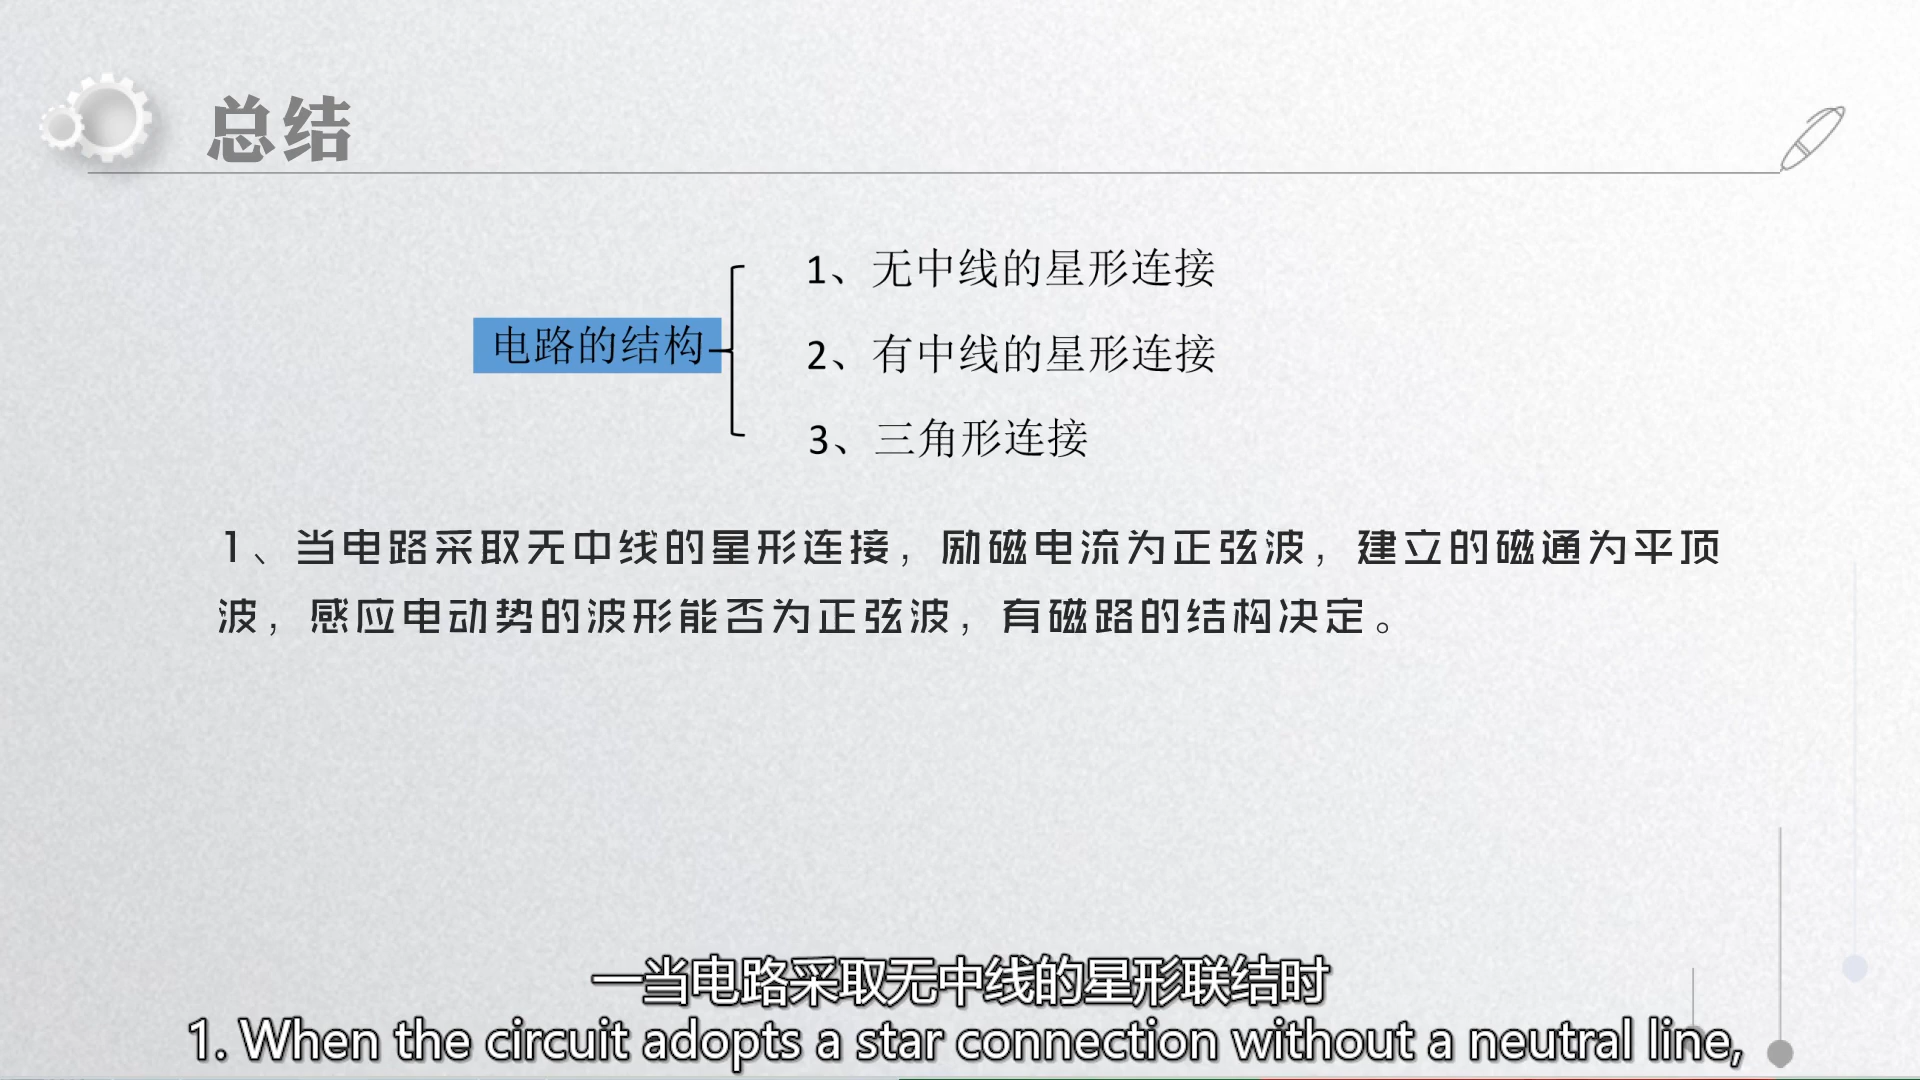 总结
电路的结构
1、无中线的星形连接
2、有中线的星形连接
3、三角形连接
1、当电路采取无中线的星形连接，励磁电流为正弦波，建立的磁通为平顶
波，感应电动势的波形能否为正弦波，有磁路的结构决定。
一当电路采取无中线的星形联结时
1. When the circuit adopts a star connection without a neutral line,